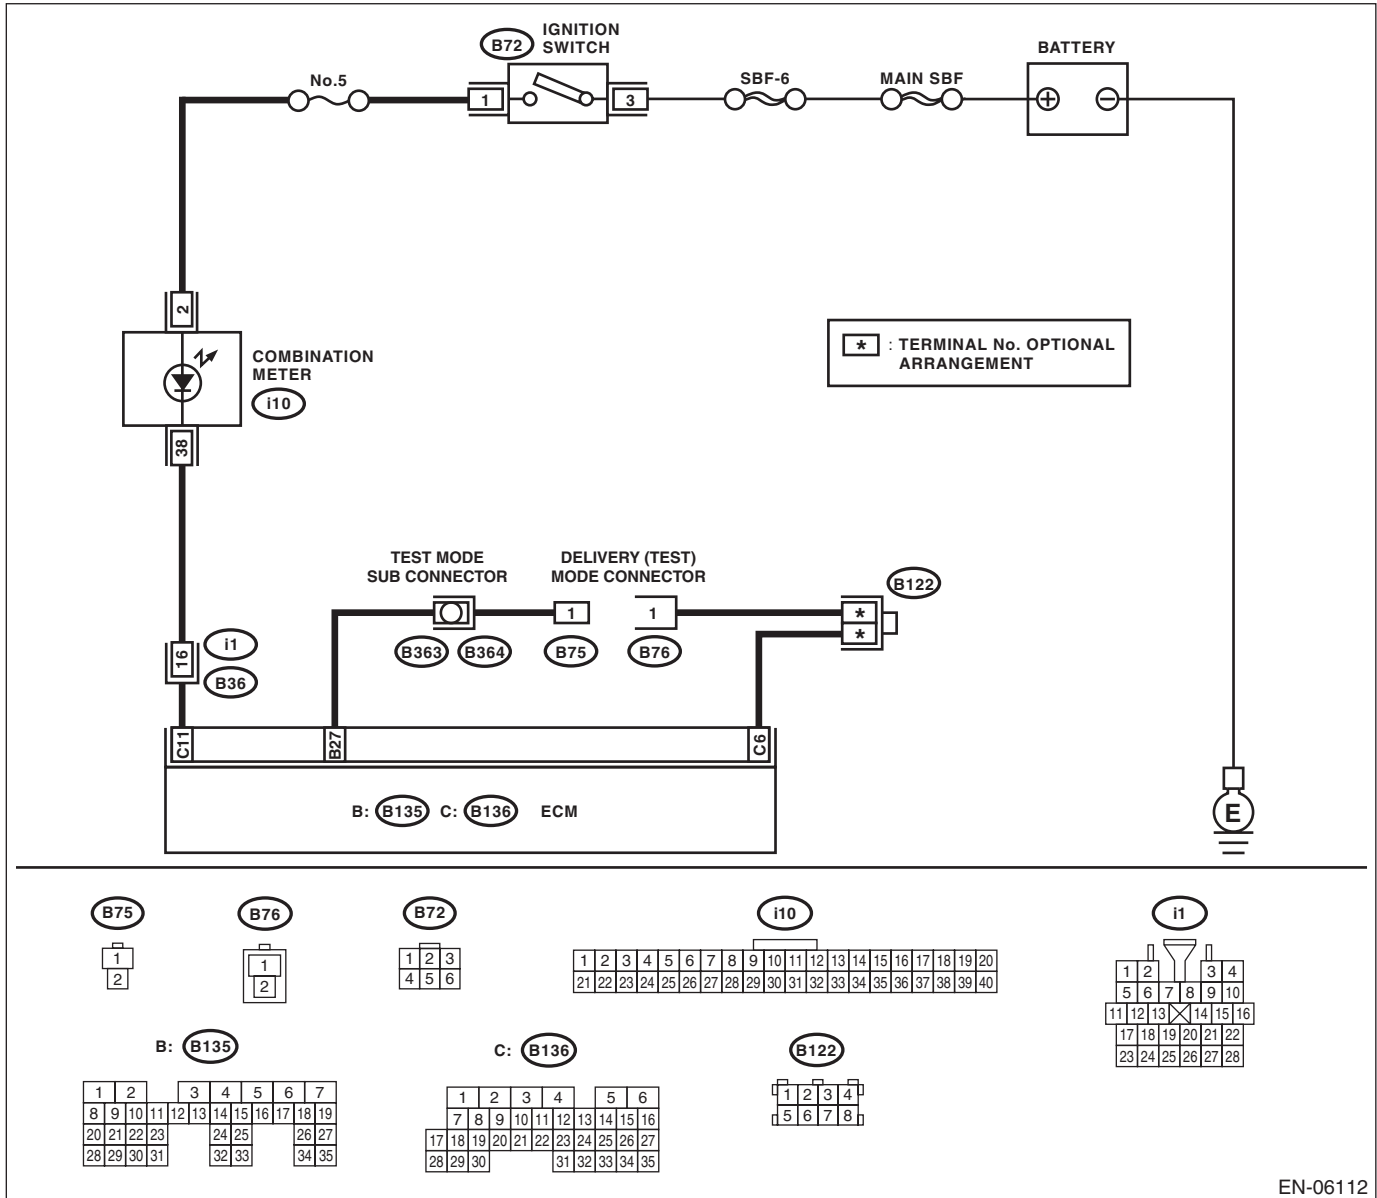 IGNITION
SWITCH
B72
BATTERY
No.5
SBF-6
MAIN SBF
1
3
+
−
2
COMBINATION
METER
i10
* : TERMINAL No. OPTIONAL
ARRANGEMENT
38
TEST MODE
SUB CONNECTOR
DELIVERY (TEST)
MODE CONNECTOR
B122
1
1
*
*
B363
B364
B75
B76
i1
16
B36
C11
B27
C6
B: B135 C: B136 ECM
E
B75
1
2
B76
1
2
B72
1 2 3
4 5 6
i10
1 2 3 4 5 6 7 8 9 10 11 12 13 14 15 16 17 18 19 20
21 22 23 24 25 26 27 28 29 30 31 32 33 34 35 36 37 38 39 40
i1
1 2 3 4
5 6 7 8 9 10
11 12 13 14 15 16
17 18 19 20 21 22
23 24 25 26 27 28
B: B135
1 2 3 4 5 6 7
8 9 10 11 12 13 14 15 16 17 18 19
20 21 22 23 24 25 26 27
28 29 30 31 32 33 34 35
C: B136
1 2 3 4 5 6
7 8 9 10 11 12 13 14 15 16
17 18 19 20 21 22 23 24 25 26 27
28 29 30 31 32 33 34 35
B122
1 2 3 4
5 6 7 8
EN-06112